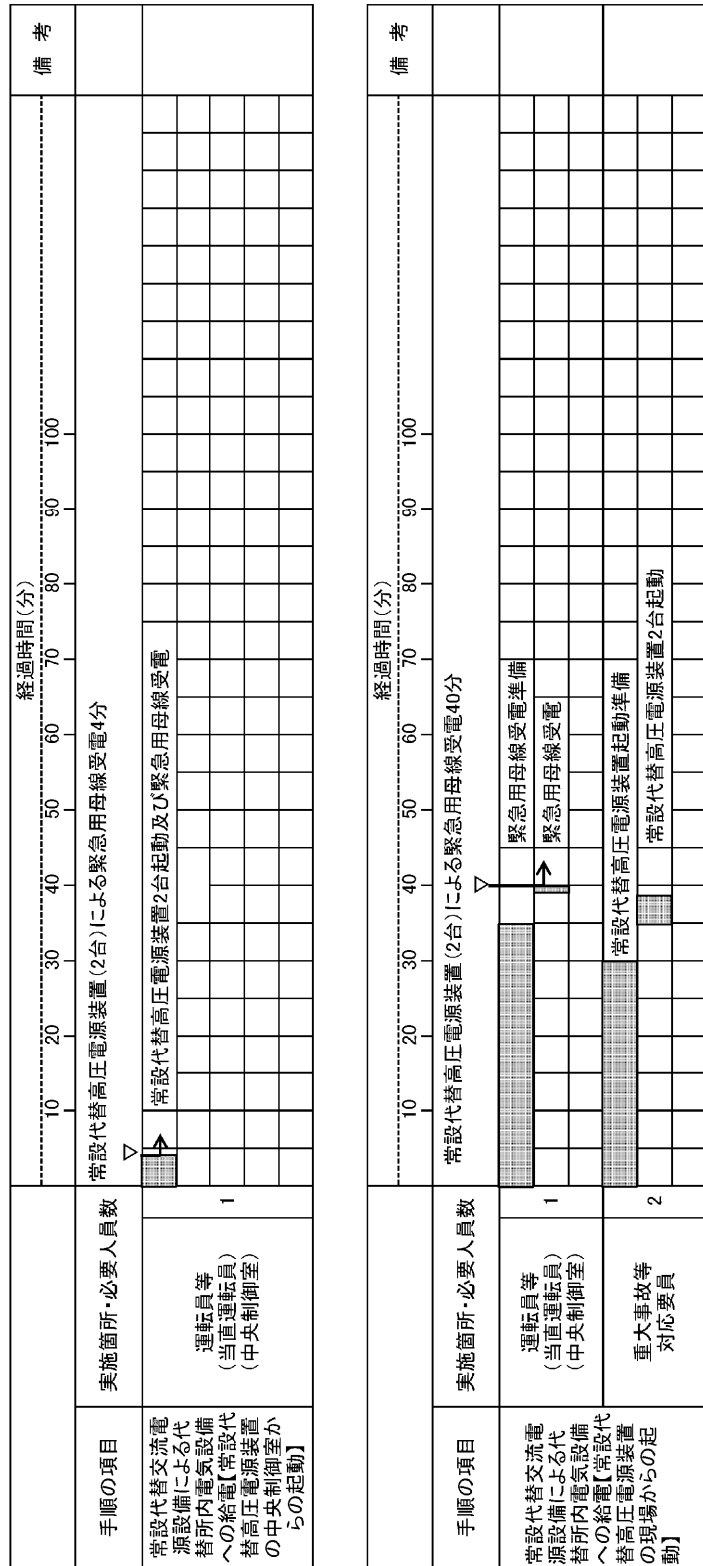 手順の項目
実施箇所・必要人員数
経過時間(分)
備 考
10
20
30
40
50
60
70
80
90
100
常設代替高圧電源装置(2台)による緊急用母線受電4分
常設代替交流電
源設備による代
替所内電気設備
への給電【常設代
替高圧電源装置
の中央制御室か
らの起動】
運転員等
(当直運転員)
(中央制御室)
1
常設代替高圧電源装置2台起動及び緊急用母線受電
手順の項目
実施箇所・必要人員数
経過時間(分)
備 考
10
20
30
40
50
60
70
80
90
100
常設代替高圧電源装置(2台)による緊急用母線受電40分
常設代替交流電
源設備による代
替所内電気設備
への給電【常設代
替高圧電源装置
の現場からの起
動】
運転員等
(当直運転員)
(中央制御室)
1
緊急用母線受電準備
緊急用母線受電
重大事故等
対応要員
2
常設代替高圧電源装置起動準備
常設代替高圧電源装置2台起動